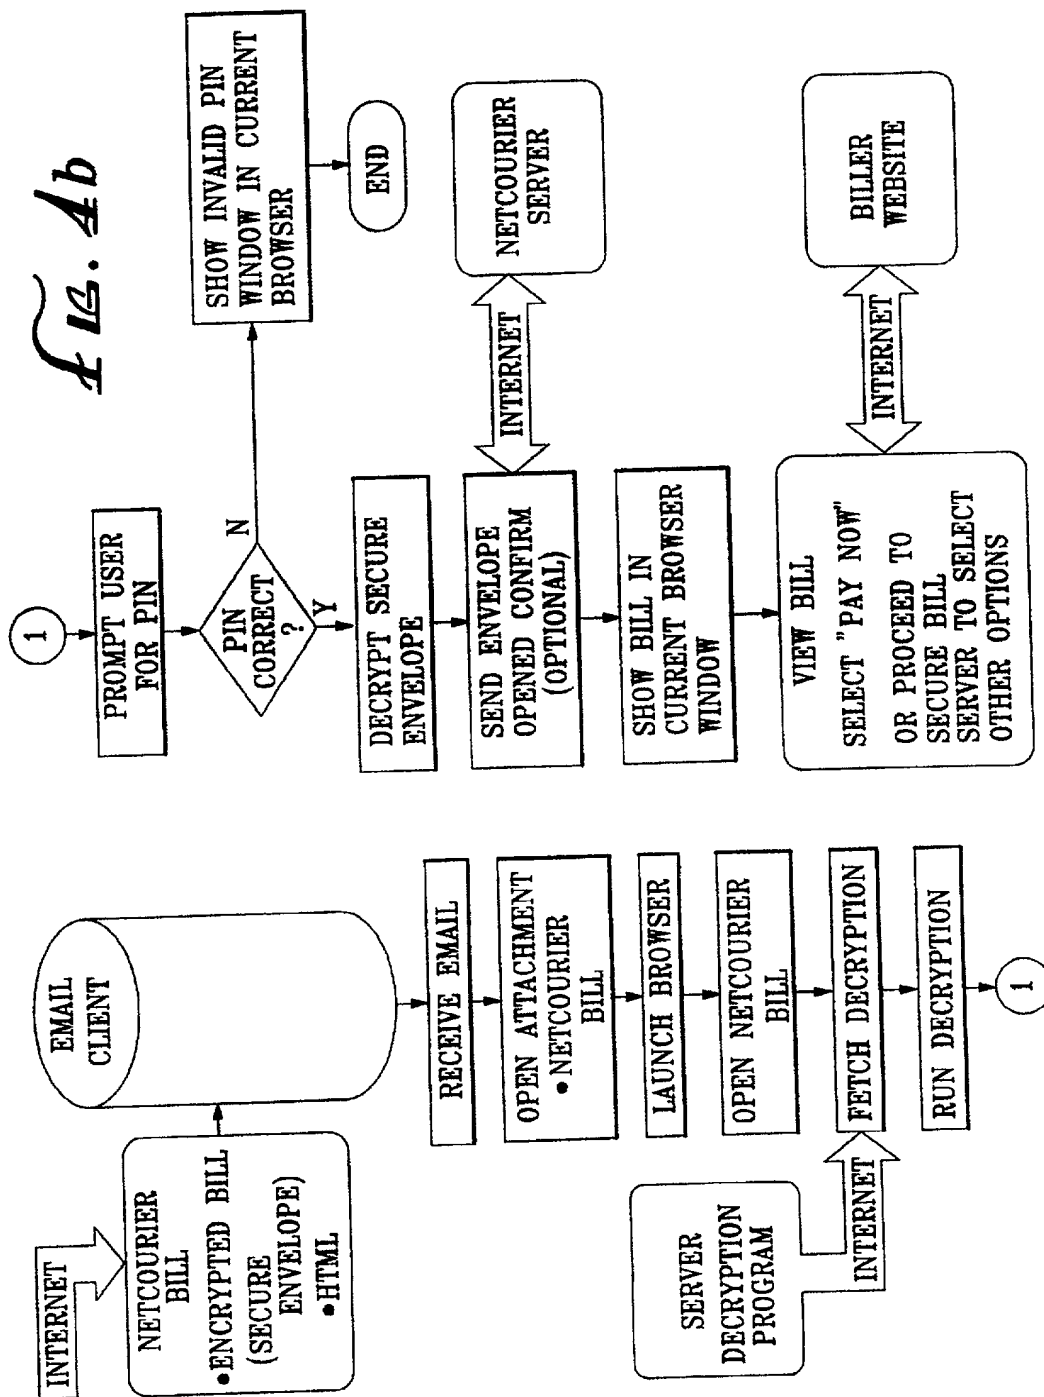 INTERNET
NETCOURIER
BILL
•ENCRYPTED BILL
(SECURE
ENVELOPE)
•HTML
EMAIL
CLIENT
RECEIVE EMAIL
OPEN ATTACHMENT
•NETCOURIER
BILL
LAUNCH BROWSER
OPEN NETCOURIER
BILL
SERVER
DECRYPTION
PROGRAM
INTERNET
FETCH DECRYPTION
RUN DECRYPTION
1
1
PROMPT USER
FOR PIN
PIN
CORRECT
?
N
Y
SHOW INVALID PIN
WINDOW IN CURRENT
BROWSER
END
DECRYPT SECURE
ENVELOPE
SEND ENVELOPE
OPENED CONFIRM
(OPTIONAL)
INTERNET
NETCOURIER
SERVER
SHOW BILL IN
CURRENT BROWSER
WINDOW
VIEW BILL
SELECT "PAY NOW"
OR PROCEED TO
SECURE BILL
SERVER TO SELECT
OTHER OPTIONS
INTERNET
BILLER
WEBSITE
FIG. 4b